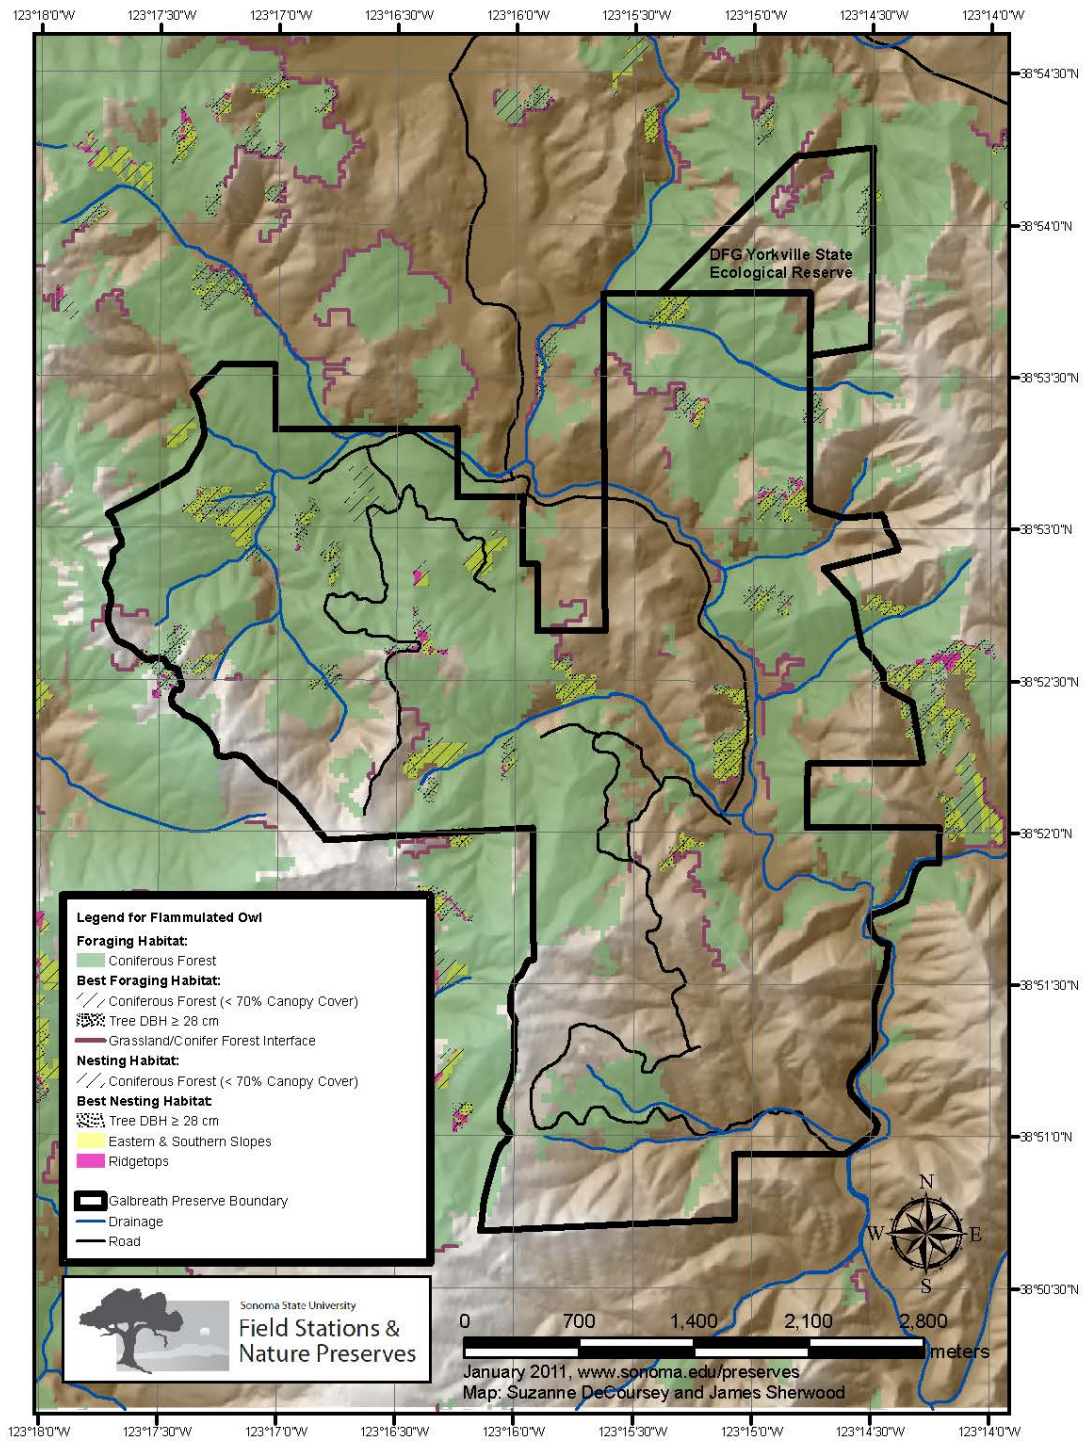 123°18'0"W 123°17'30"W 123°17'0"W 123°16'30"W 123°16'0"W 123°15'30"W 123°15'0"W 123°14'30"W 123°14'0"W
38°54'30"N
38°54'0"N
DFG Yorkville State
Ecological Reserve
38°53'30"N
38°53'0"N
38°52'30"N
38°52'0"N
38°51'30"N
38°51'0"N
38°50'30"N
Legend for Flammulated Owl
Foraging Habitat:
Coniferous Forest
Best Foraging Habitat:
Coniferous Forest (< 70% Canopy Cover)
Tree DBH ≥ 28 cm
Grassland/Conifer Forest Interface
Nesting Habitat:
Coniferous Forest (< 70% Canopy Cover)
Best Nesting Habitat:
Tree DBH ≥ 28 cm
Eastern & Southern Slopes
Ridgetops
Galbreath Preserve Boundary
Drainage
Road
N
W E
S
Sonoma State University
Field Stations &
Nature Preserves
0 700 1,400 2,100 2,800
meters
January 2011, www.sonoma.edu/preserves
Map: Suzanne DeCoursey and James Sherwood
123°18'0"W 123°17'30"W 123°17'0"W 123°16'30"W 123°16'0"W 123°15'30"W 123°15'0"W 123°14'30"W 123°14'0"W